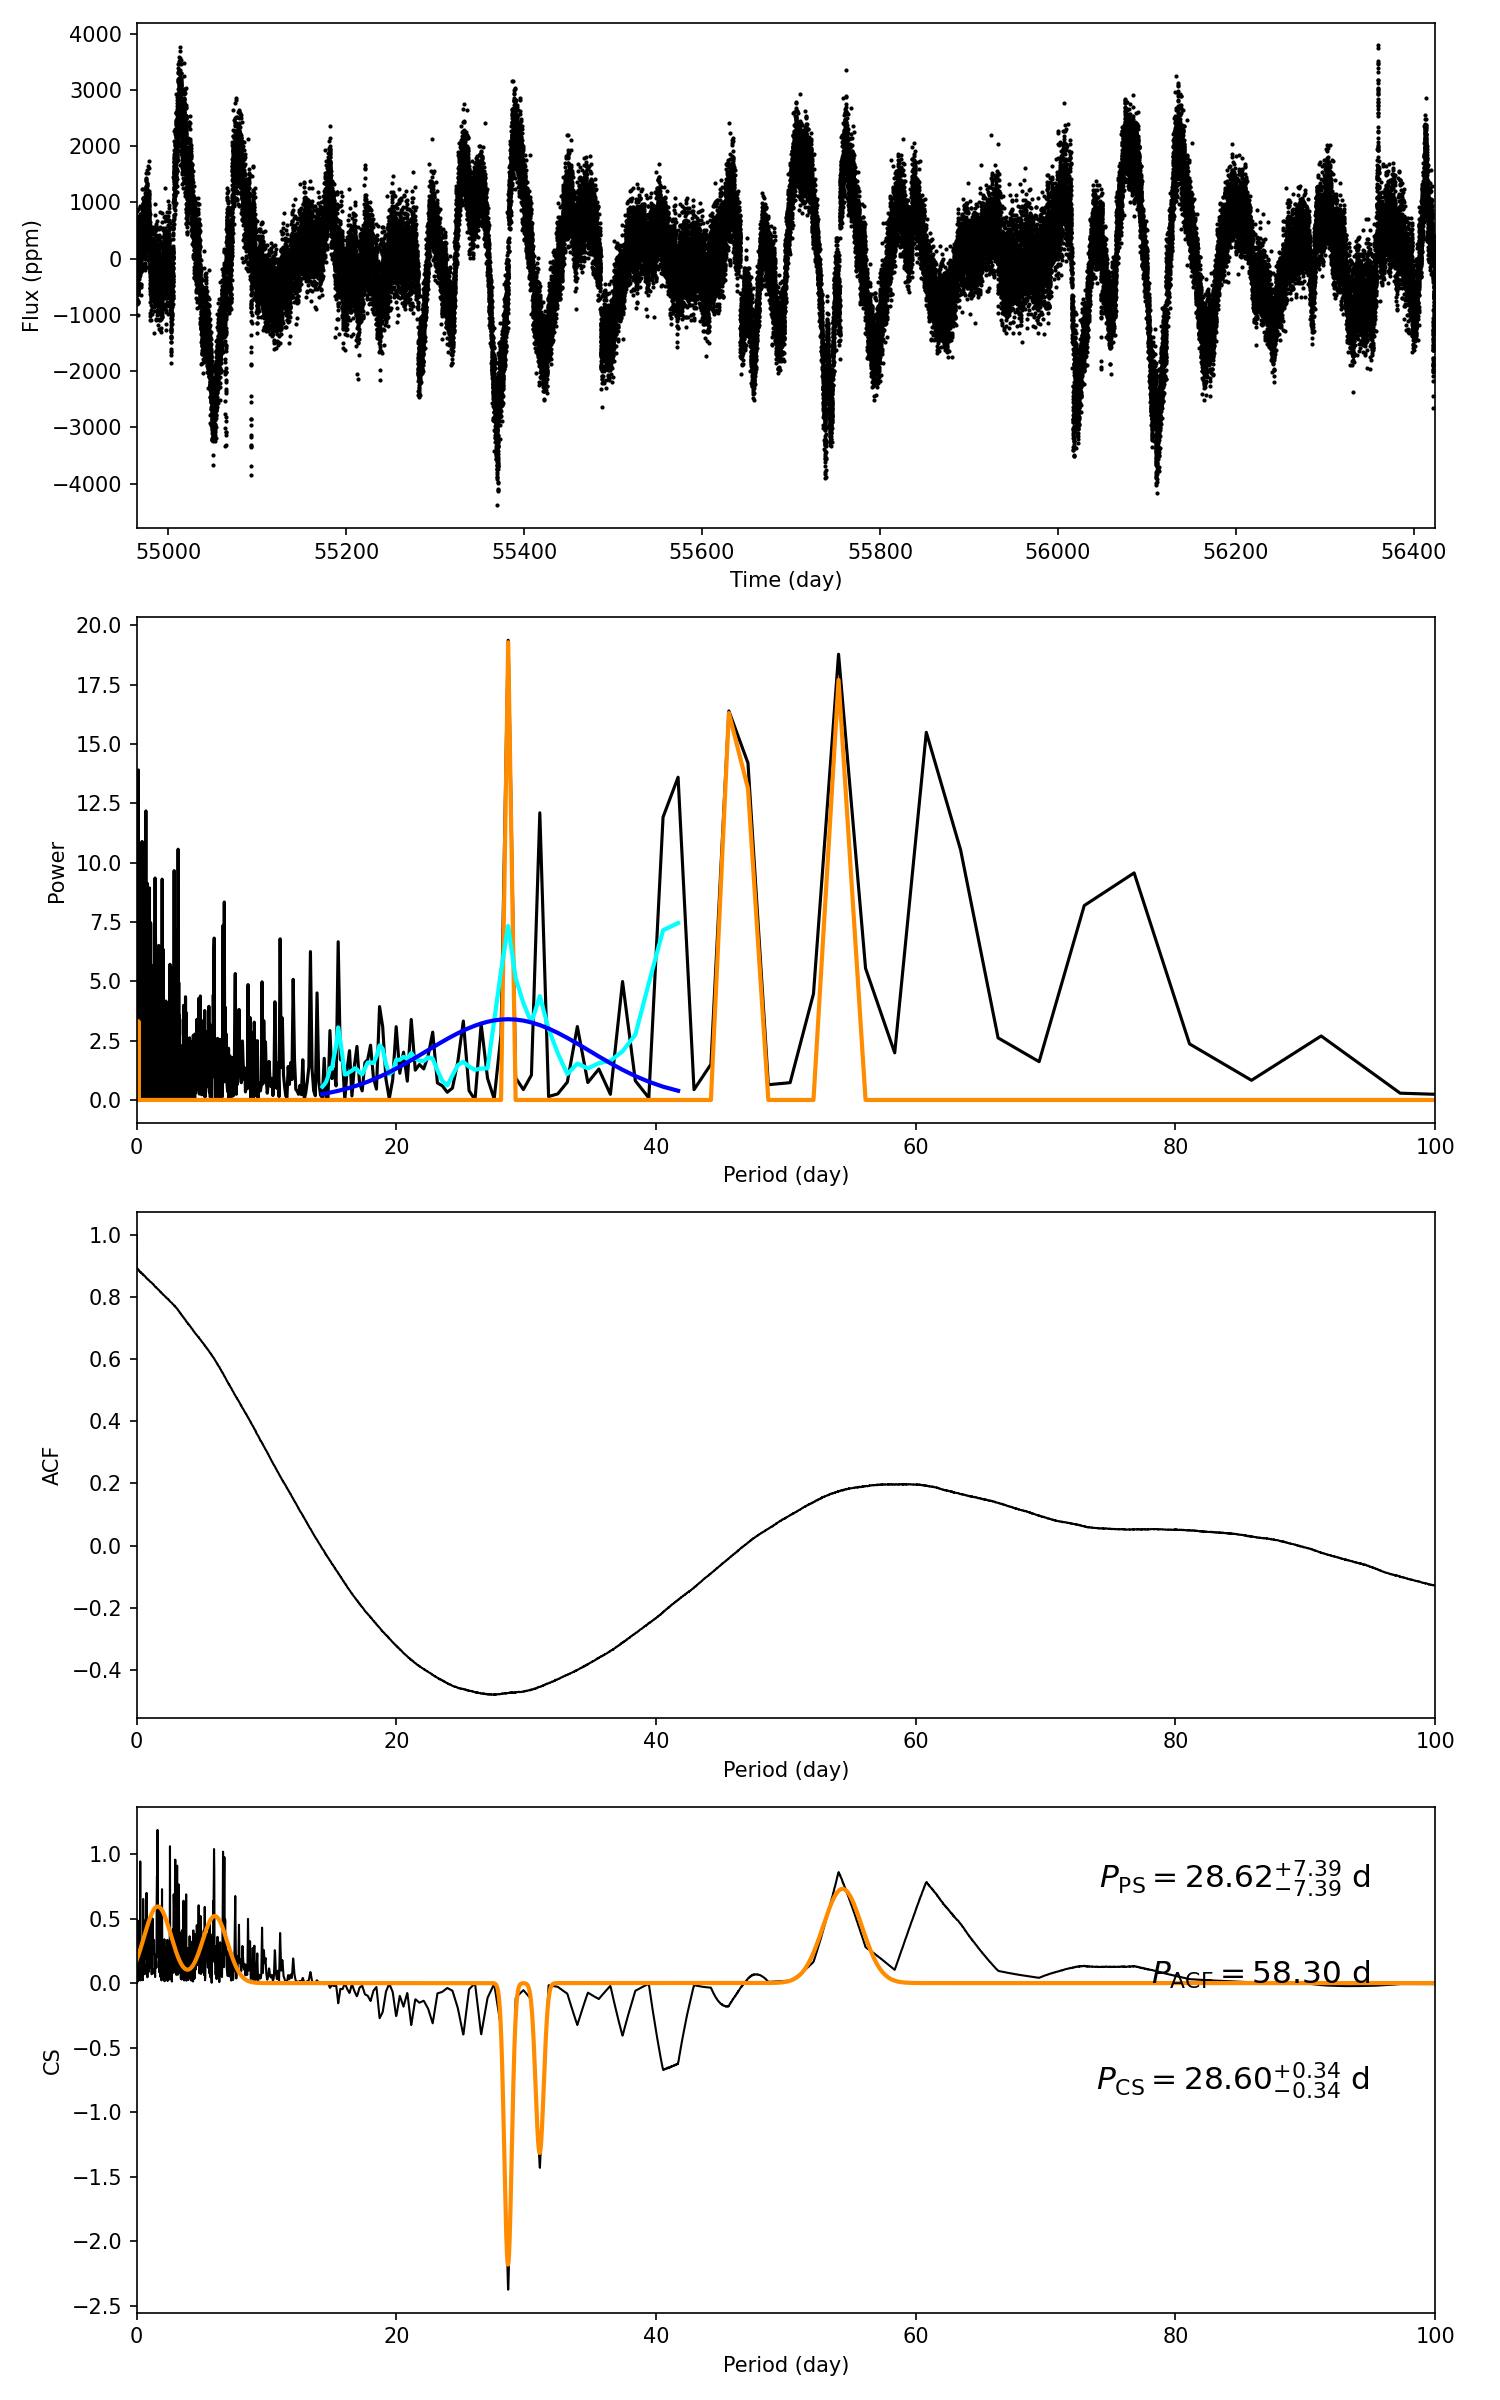 4000
3000
2000
1000
0
−1000
−2000
−3000
−4000
Flux (ppm)
55000 55200 55400 55600 55800 56000 56200 56400
Time (day)
20.0
17.5
15.0
12.5
10.0
7.5
5.0
2.5
0.0
Power
0 20 40 60 80 100
Period (day)
1.0
0.8
0.6
0.4
0.2
0.0
−0.2
−0.4
ACF
0 20 40 60 80 100
Period (day)
1.0
0.5
0.0
−0.5
−1.0
−1.5
−2.0
−2.5
CS
P_PS = 28.62^{+7.39}_{−7.39} d
P_ACF = 58.30 d
P_CS = 28.60^{+0.34}_{−0.34} d
0 20 40 60 80 100
Period (day)